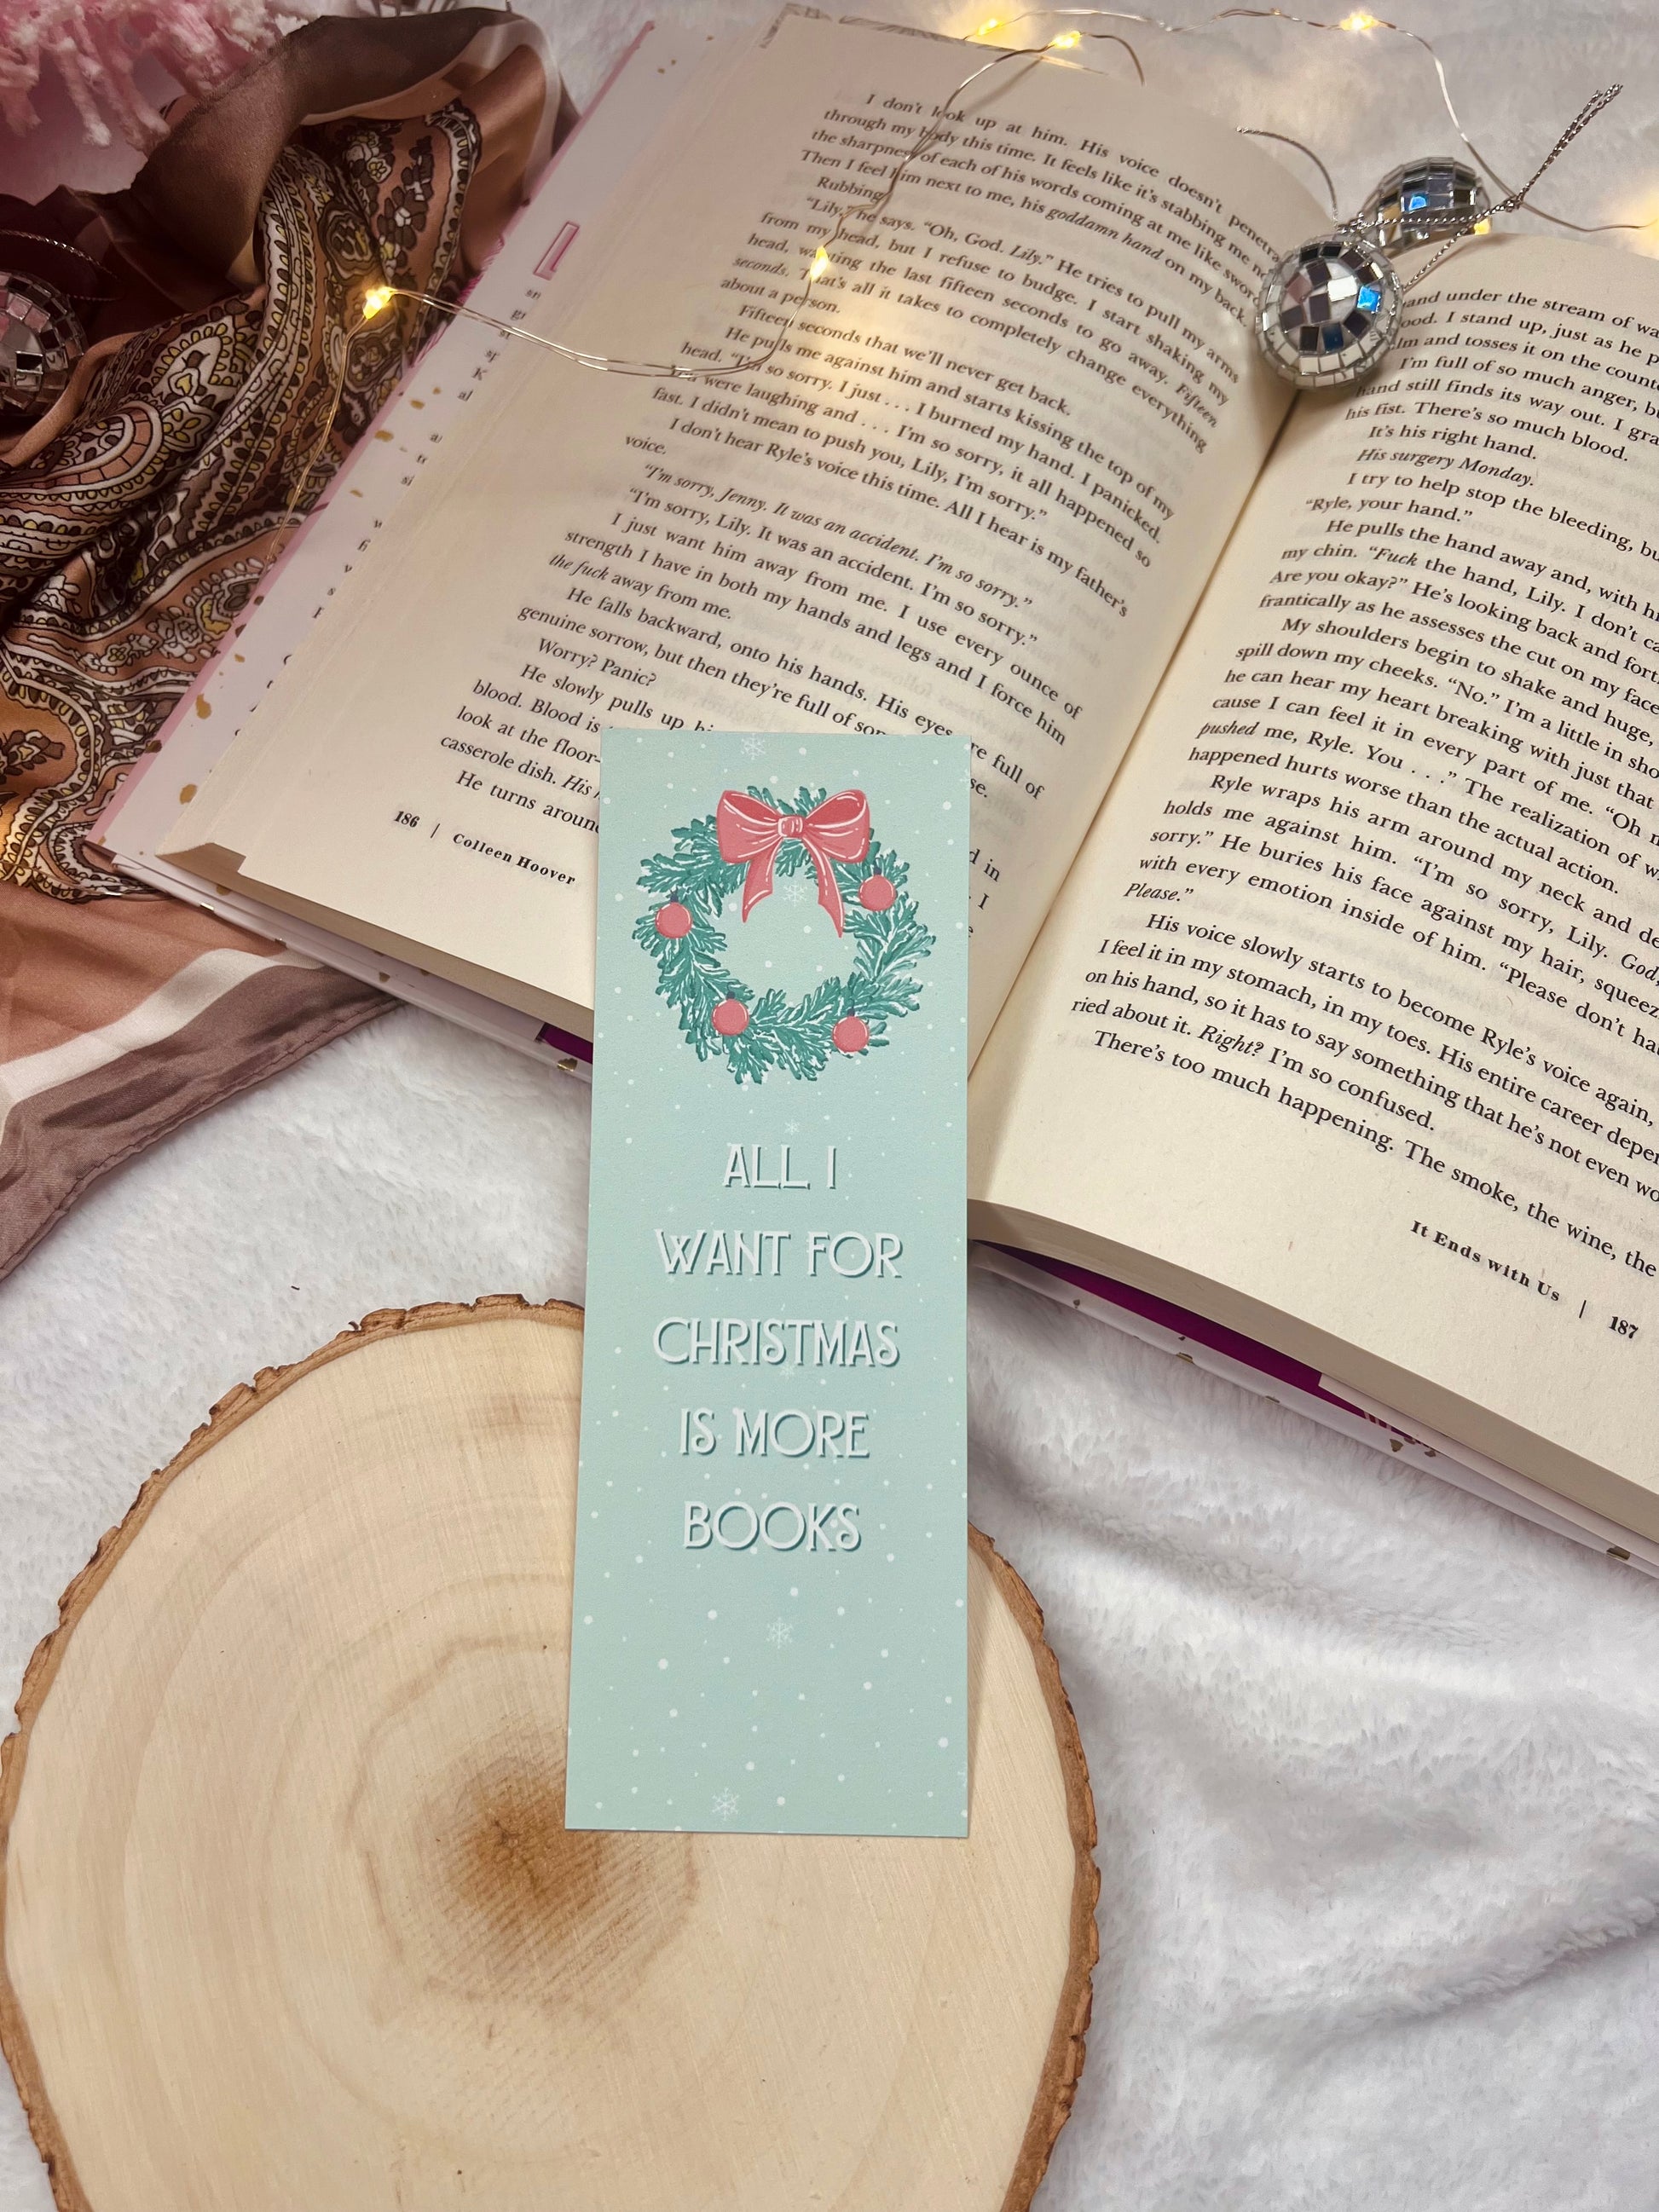 I don't look up at him. His voice doesn't penetra
through my body this time. It feels like it's stabbing me no
the sharpness of each of his words coming at me like sword
Then I feel him next to me, his goddamn hand on my back.
Rubbing.
"Lily," he says. "Oh, God. Lily." He tries to pull my arms
from my head, but I refuse to budge. I start shaking my
head, wanting the last fifteen seconds to go away. Fifteen
seconds. That's all it takes to completely change everything
about a person.
Fifteen seconds that we'll never get back.
He pulls me against him and starts kissing the top of my
head. "I'm so sorry. I just . . . I burned my hand. I panicked.
were laughing and . . . I'm so sorry, it all happened so
fast. I didn't mean to push you, Lily, I'm sorry."
I don't hear Ryle's voice this time. All I hear is my father's
voice.
"I'm sorry, Jenny. It was an accident. I'm so sorry."
"I'm sorry, Lily. It was an accident. I'm so sorry."
I just want him away from me. I use every ounce of
strength I have in both my hands and legs and I force him
the fuck away from me.
He falls backward, onto his hands. His eyes are full of
genuine sorrow, but then they're full of
Worry? Panic?
He slowly pulls up
blood. Blood is
look at the floor-
casserole dish. His
He turns around
186 | Colleen Hoover
and under the stream of wa
ood. I stand up, just as he p
lm and tosses it on the count
I'm full of so much anger, bu
hand still finds its way out. I gra
his fist. There's so much blood.
It's his right hand.
His surgery Monday.
I try to help stop the bleeding, bu
"Ryle, your hand."
He pulls the hand away and, with hi
my chin. "Fuck the hand, Lily. I don't ca
Are you okay?" He's looking back and fort
frantically as he assesses the cut on my face
My shoulders begin to shake and huge,
spill down my cheeks. "No." I'm a little in sho
he can hear my heart breaking with just that
cause I can feel it in every part of me. "Oh m
pushed me, Ryle. You . . ." The realization of w
happened hurts worse than the actual action.
Ryle wraps his arm around my neck and de
holds me against him. "I'm so sorry, Lily. God,
sorry." He buries his face against my hair, squeez
with every emotion inside of him. "Please don't ha
Please."
His voice slowly starts to become Ryle's voice again,
I feel it in my stomach, in my toes. His entire career depen
on his hand, so it has to say something that he's not even wo
ried about it. Right? I'm so confused.
There's too much happening. The smoke, the wine, the
It Ends with Us | 187
ALL I
WANT FOR
CHRISTMAS
IS MORE
BOOKS